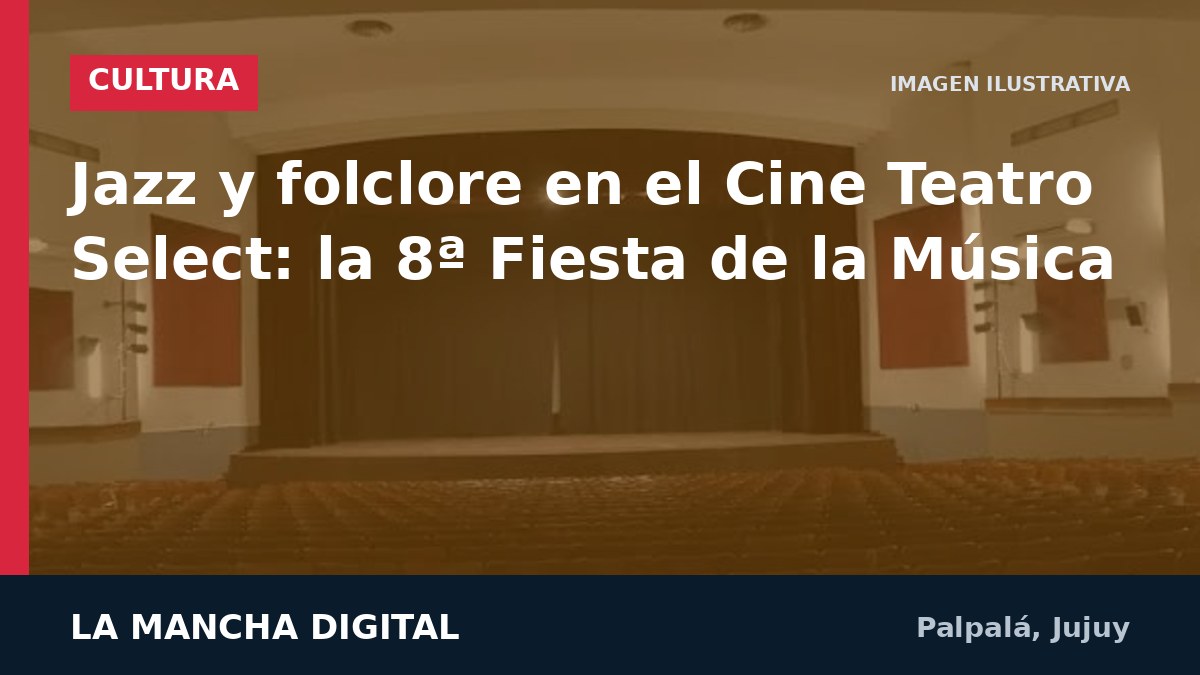 CULTURA
IMAGEN ILUSTRATIVA
Jazz y folclore en el Cine Teatro
Select: la 8ª Fiesta de la Música
LA MANCHA DIGITAL
Palpalá, Jujuy